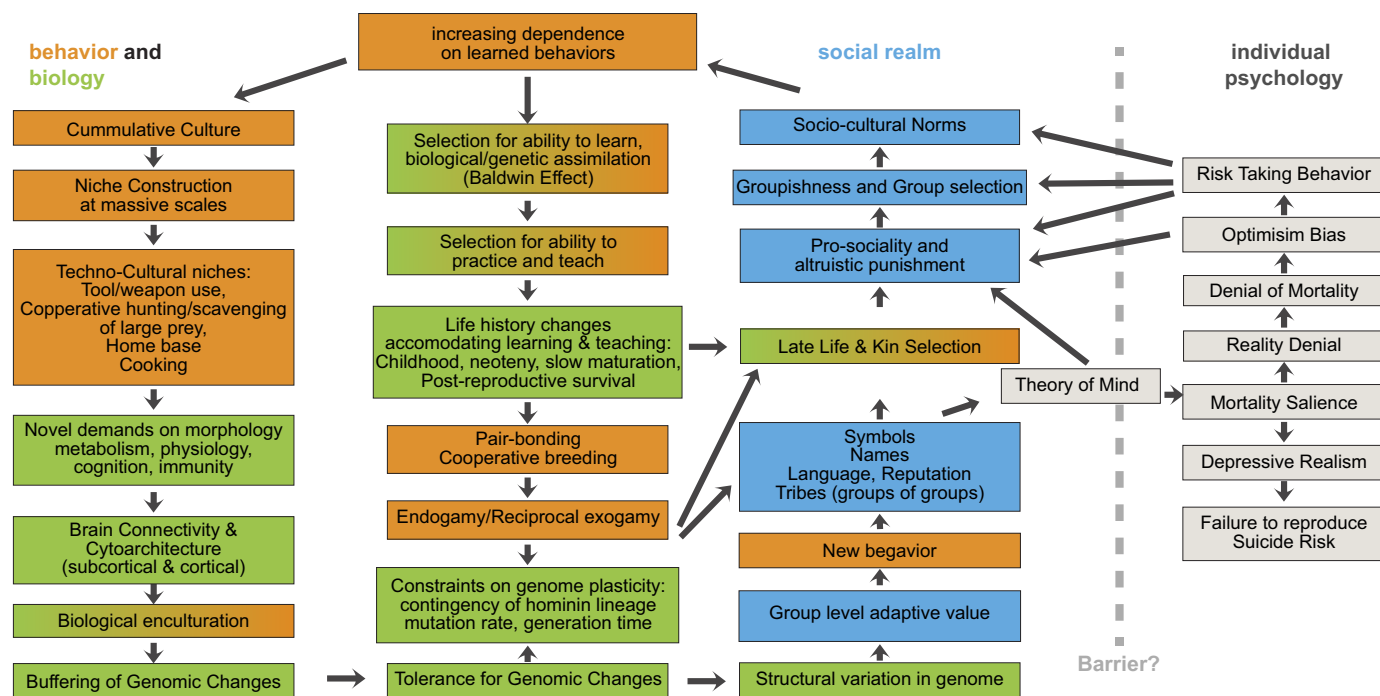 behavior and
biology
increasing dependence
on learned behaviors
social realm
individual
psychology
Cummulative Culture
Niche Construction
at massive scales
Techno-Cultural niches:
Tool/weapon use,
Copperative hunting/scavenging
of large prey,
Home base
Cooking
Novel demands on morphology
metabolism, physiology,
cognition, immunity
Brain Connectivity &
Cytoarchitecture
(subcortical & cortical)
Biological enculturation
Buffering of Genomic Changes
Selection for ability to learn,
biological/genetic assimilation
(Baldwin Effect)
Selection for ability to
practice and teach
Life history changes
accomodating learning & teaching:
Childhood, neoteny, slow maturation,
Post-reproductive survival
Pair-bonding
Cooperative breeding
Endogamy/Reciprocal exogamy
Constraints on genome plasticity:
contingency of hominin lineage
mutation rate, generation time
Tolerance for Genomic Changes
Socio-cultural Norms
Groupishness and Group selection
Pro-sociality and
altruistic punishment
Late Life & Kin Selection
Symbols
Names
Language, Reputation
Tribes (groups of groups)
New begavior
Group level adaptive value
Structural variation in genome
Theory of Mind
Barrier?
Risk Taking Behavior
Optimisim Bias
Denial of Mortality
Reality Denial
Mortality Salience
Depressive Realism
Failure to reproduce
Suicide Risk